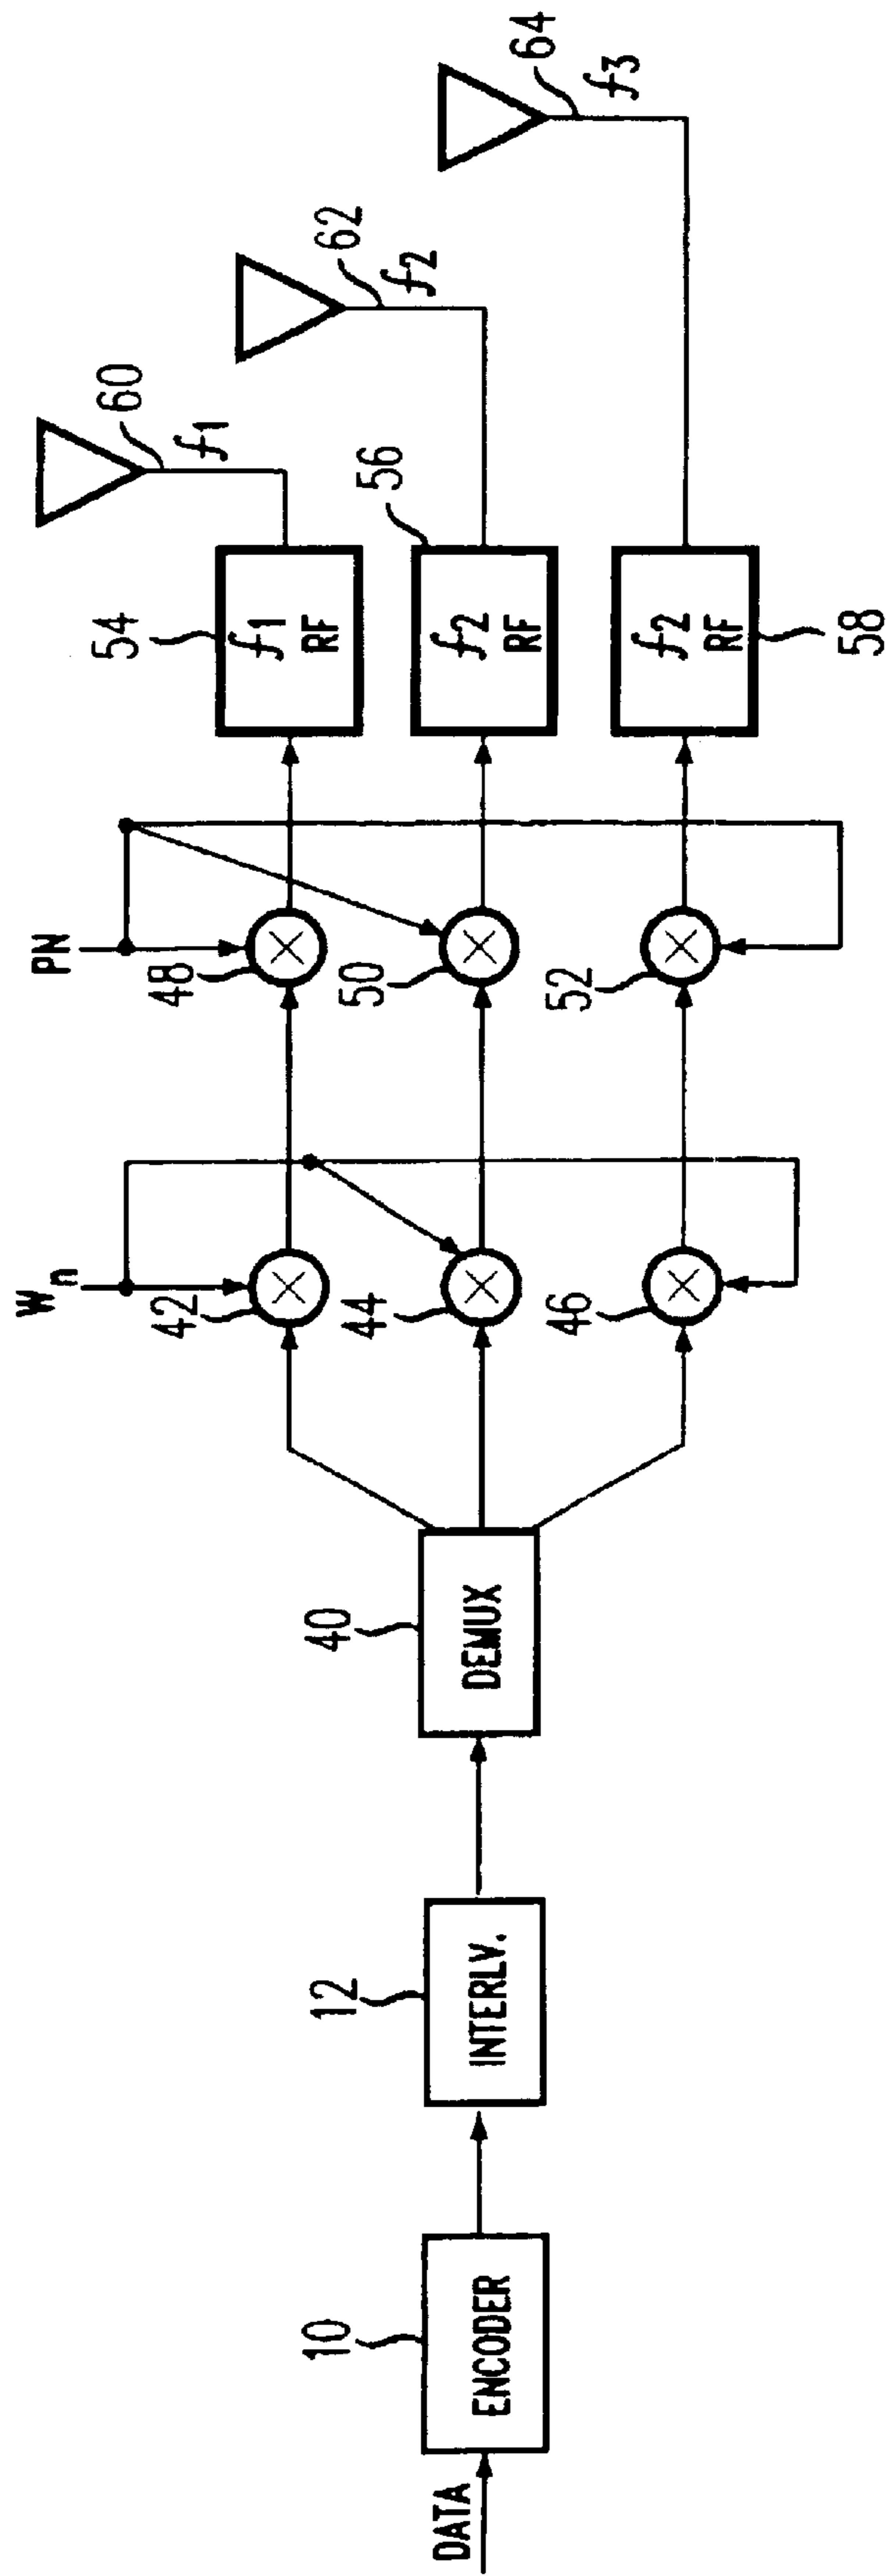 DATA
10
ENCODER
12
INTERLV.
40
DEMUX
Wn
42
44
46
PN
48
50
52
54
f1
RF
56
f2
RF
f2
RF
58
60
f1
62
f2
64
f3